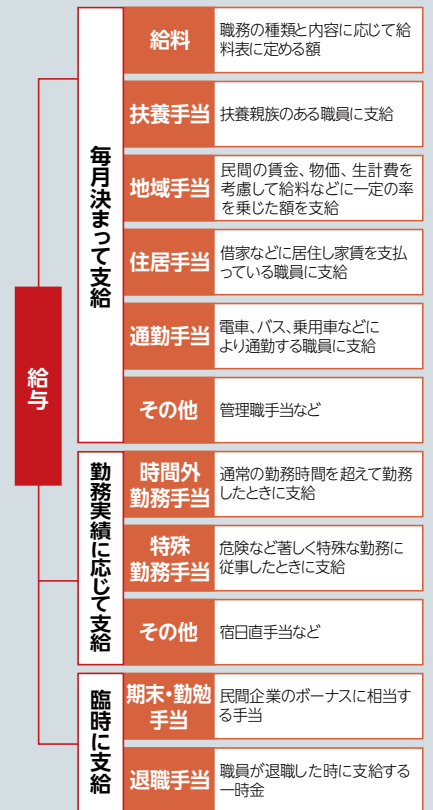 給与
毎月決まって支給
給料
職務の種類と内容に応じて給
料表に定める額
扶養手当
扶養親族のある職員に支給
地域手当
民間の賃金、物価、生計費を
考慮して給料などに一定の率
を乗じた額を支給
住居手当
借家などに居住し家賃を支払
っている職員に支給
通勤手当
電車、バス、乗用車などに
より通勤する職員に支給
その他
管理職手当など
勤務実績に応じて支給
時間外
勤務手当
通常の勤務時間を超えて勤務
したときに支給
特殊
勤務手当
危険など著しく特殊な勤務に
従事したときに支給
その他
宿日直手当など
臨時に支給
期末・勤勉
手当
民間企業のボーナスに相当す
る手当
退職手当
職員が退職した時に支給する
一時金